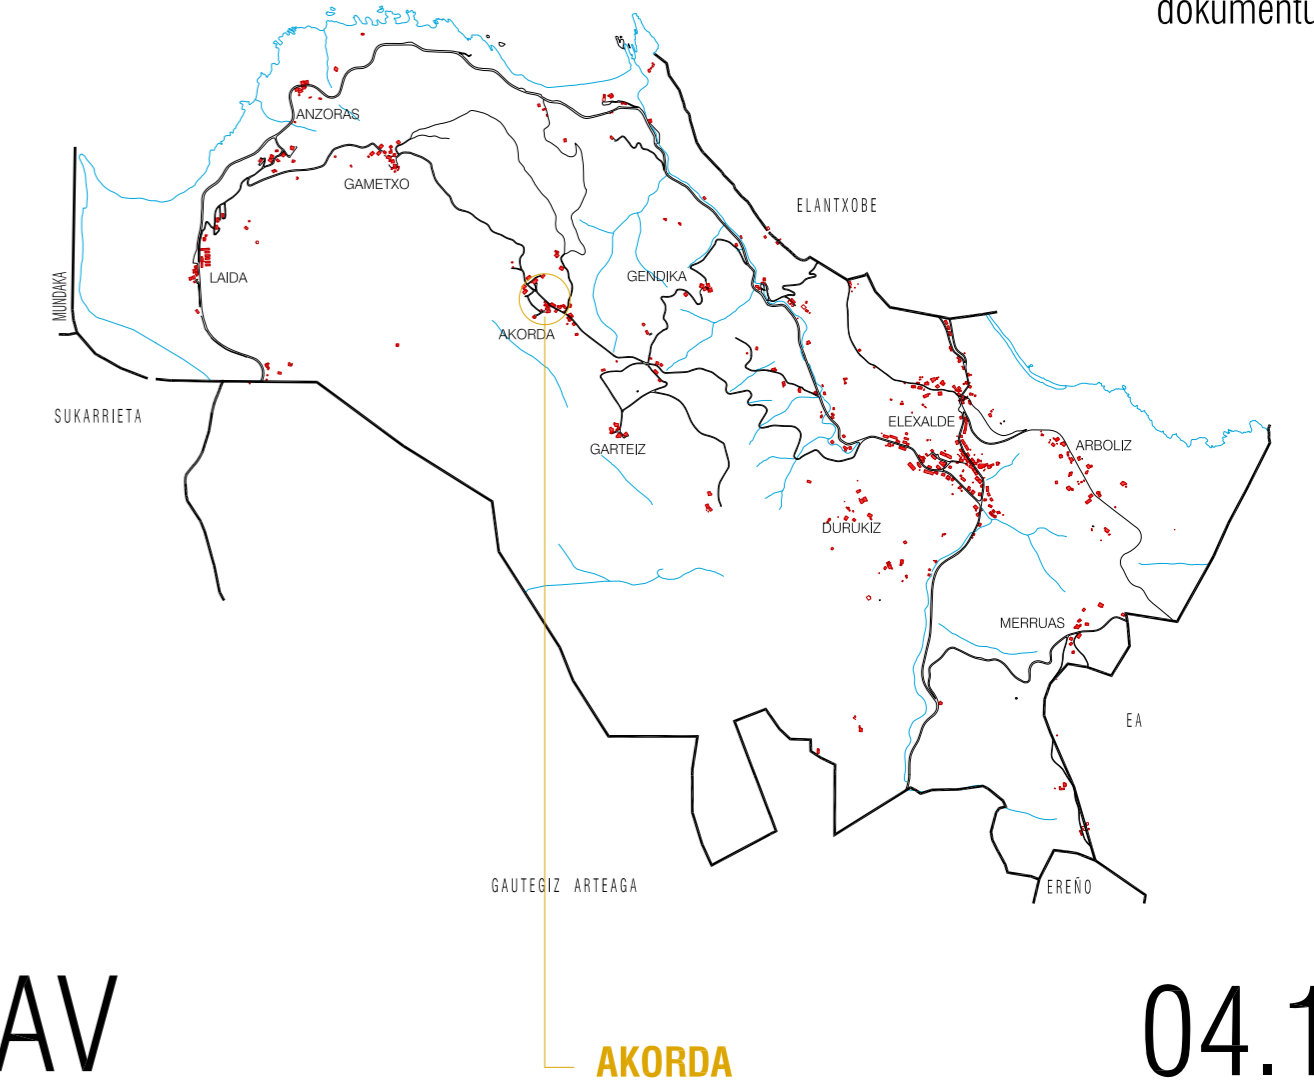 dokumentu
ANZORAS
GAMETXO
ELANTXOBE
MUNDAKA
LAIDA
GENDIKA
AKORDA
SUKARRIETA
ELEXALDE
GARTEIZ
ARBOLIZ
DURUKIZ
MERRUAS
EA
GAUTEGIZ ARTEAGA
EREÑO
AV
04.1
AKORDA